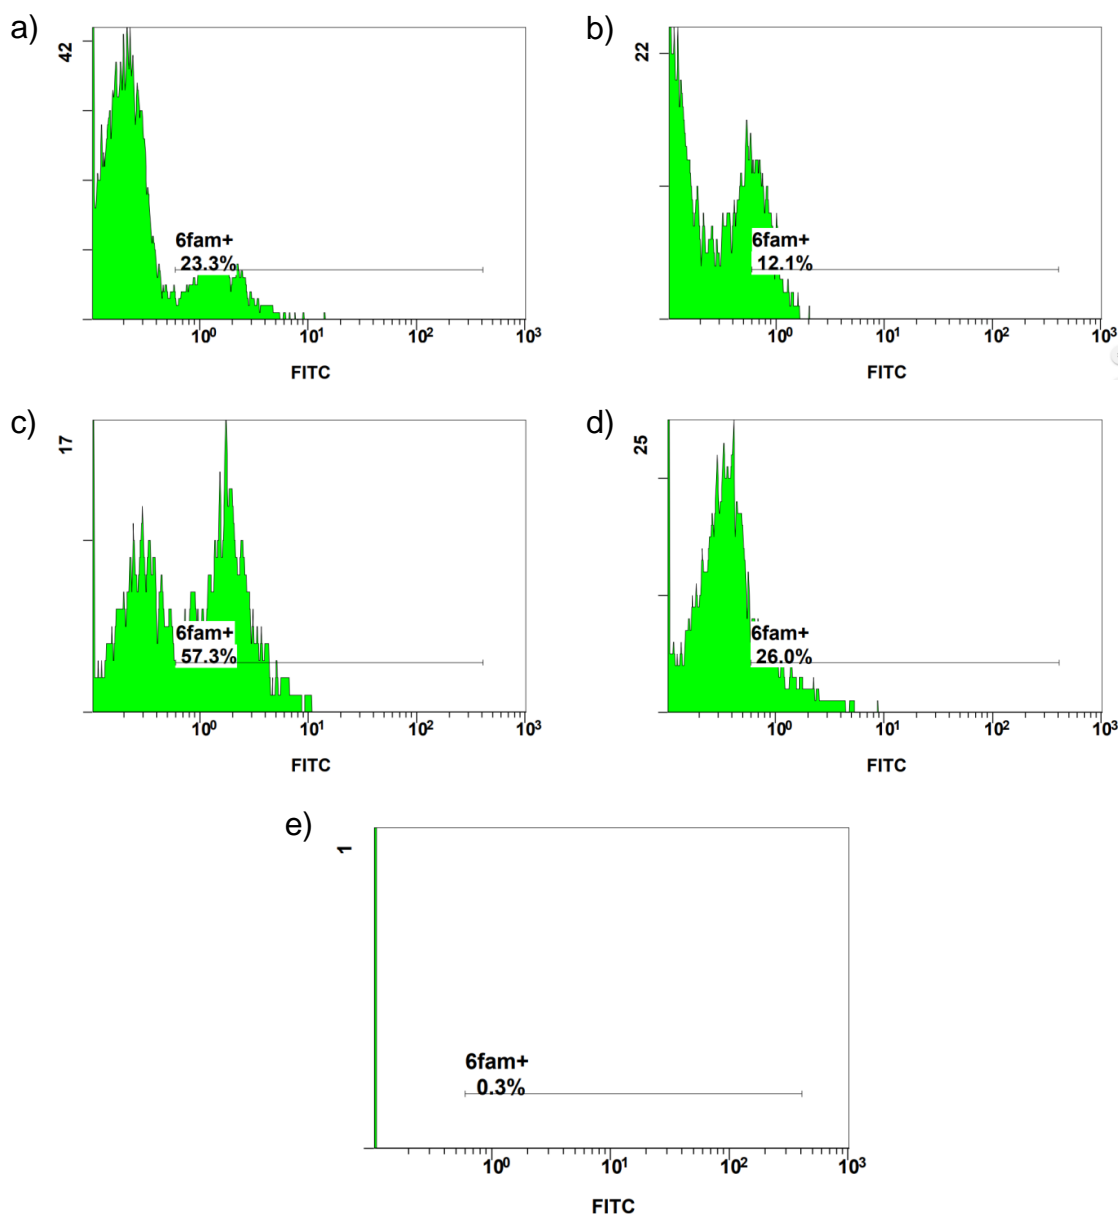 a)
42
6fam+
23.3%
10⁰ 10¹ 10² 10³
FITC
b)
22
6fam+
12.1%
10⁰ 10¹ 10² 10³
FITC
c)
17
6fam+
57.3%
10⁰ 10¹ 10² 10³
FITC
d)
25
6fam+
26.0%
10⁰ 10¹ 10² 10³
FITC
e)
1
6fam+
0.3%
10⁰ 10¹ 10² 10³
FITC